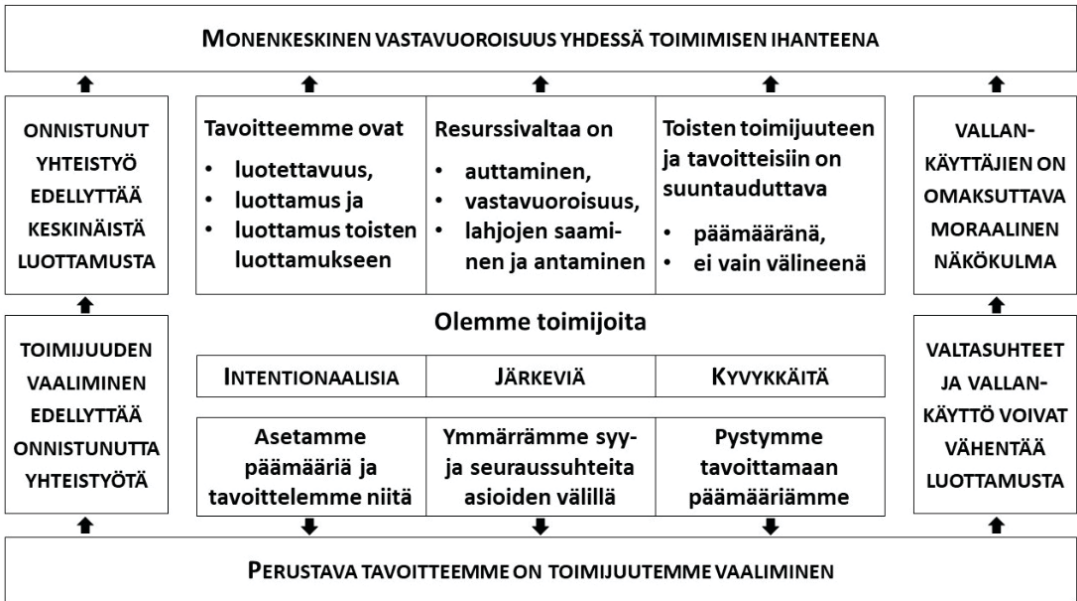 MONENKESKINEN VASTAVUOROISUUS YHDESSÄ TOIMIMISEN IHANTEENA
ONNISTUNUT
YHTEISTYÖ
EDELLYTTÄÄ
KESKINÄISTÄ
LUOTTAMUSTA
Tavoitteemme ovat
• luotettavuus,
• luottamus ja
• luottamus toisten
luottamukseen
Resurssivaltaa on
• auttaminen,
• vastavuoroisuus,
• lahjojen saami-
nen ja antaminen
Toisten toimijuuteen
ja tavoitteisiin on
suuntauduttava
• päämääränä,
• ei vain välineenä
VALLAN-
KÄYTTÄJIEN ON
OMAKSUTTAVA
MORAALINEN
NÄKÖKULMA
Olemme toimijoita
TOIMIJUUDEN
VAALIMINEN
EDELLYTTÄÄ
ONNISTUNUTTA
YHTEISTYÖTÄ
INTENTIONAALISIA
JÄRKEVIÄ
KYVYKKÄITÄ
Asetamme
päämääriä ja
tavoittelemme niitä
Ymmärrämme syy-
ja seuraussuhteita
asioiden välillä
Pystymme
tavoittamaan
päämääriämme
VALTASUHTEET
JA VALLAN-
KÄYTTÖ VOIVAT
VÄHENTÄÄ
LUOTTAMUSTA
PERUSTAVA TAVOITTEEMME ON TOIMIJUUTEMME VAALIMINEN